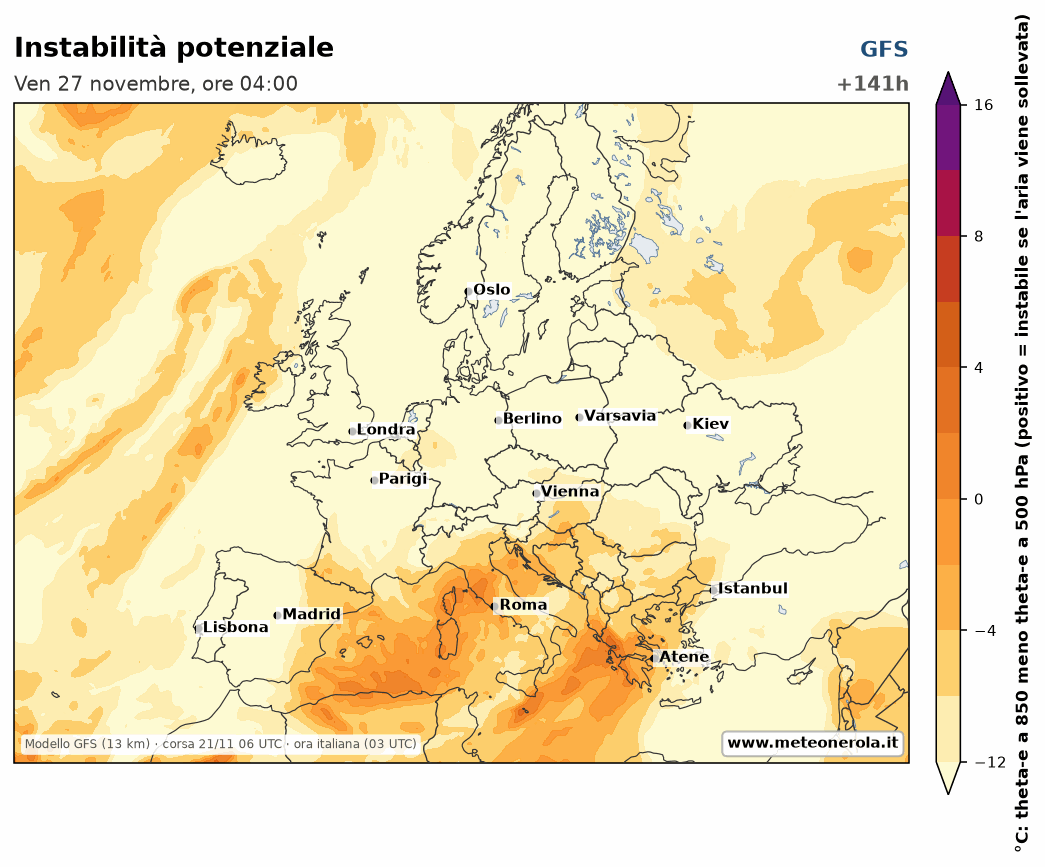 Instabilità potenziale
GFS
Ven 27 novembre, ore 04:00
+141h
Oslo
Londra
Berlino
Varsavia
Kiev
Parigi
Vienna
Istanbul
Roma
Madrid
Lisbona
Atene
Modello GFS (13 km) · corsa 21/11 06 UTC · ora italiana (03 UTC)
www.meteonerola.it
16
8
4
0
−4
−12
°C: theta-e a 850 meno theta-e a 500 hPa (positivo = instabile se l'aria viene sollevata)